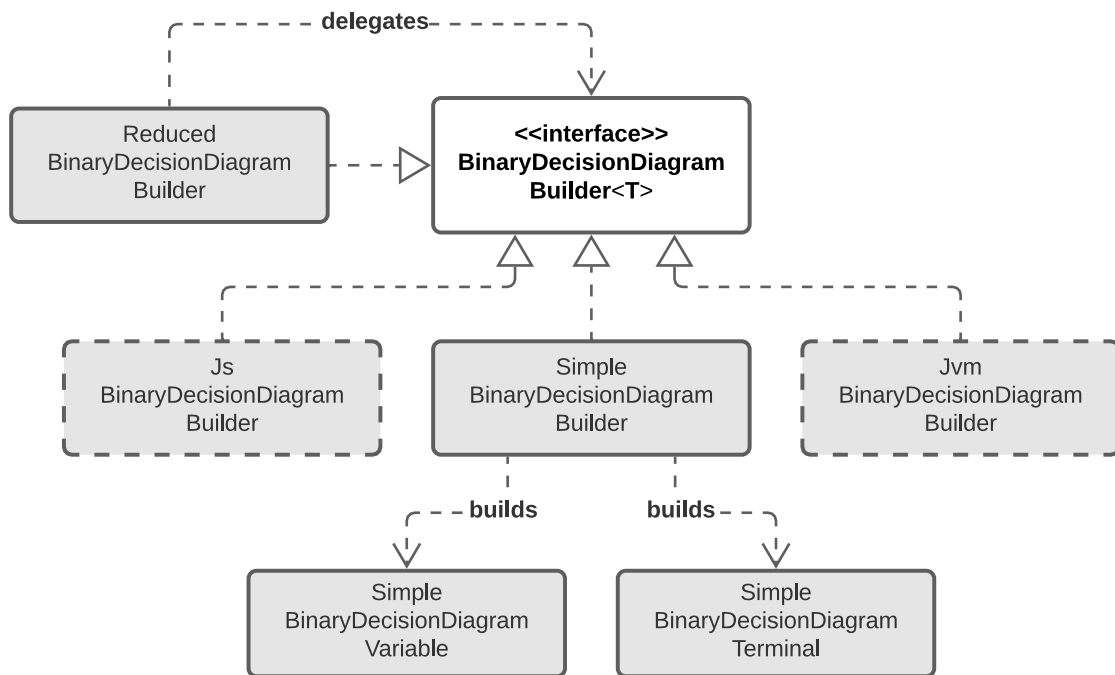 delegates
Reduced
BinaryDecisionDiagram
Builder
<<interface>>
BinaryDecisionDiagram
Builder<T>
Js
BinaryDecisionDiagram
Builder
Simple
BinaryDecisionDiagram
Builder
Jvm
BinaryDecisionDiagram
Builder
builds
builds
Simple
BinaryDecisionDiagram
Variable
Simple
BinaryDecisionDiagram
Terminal